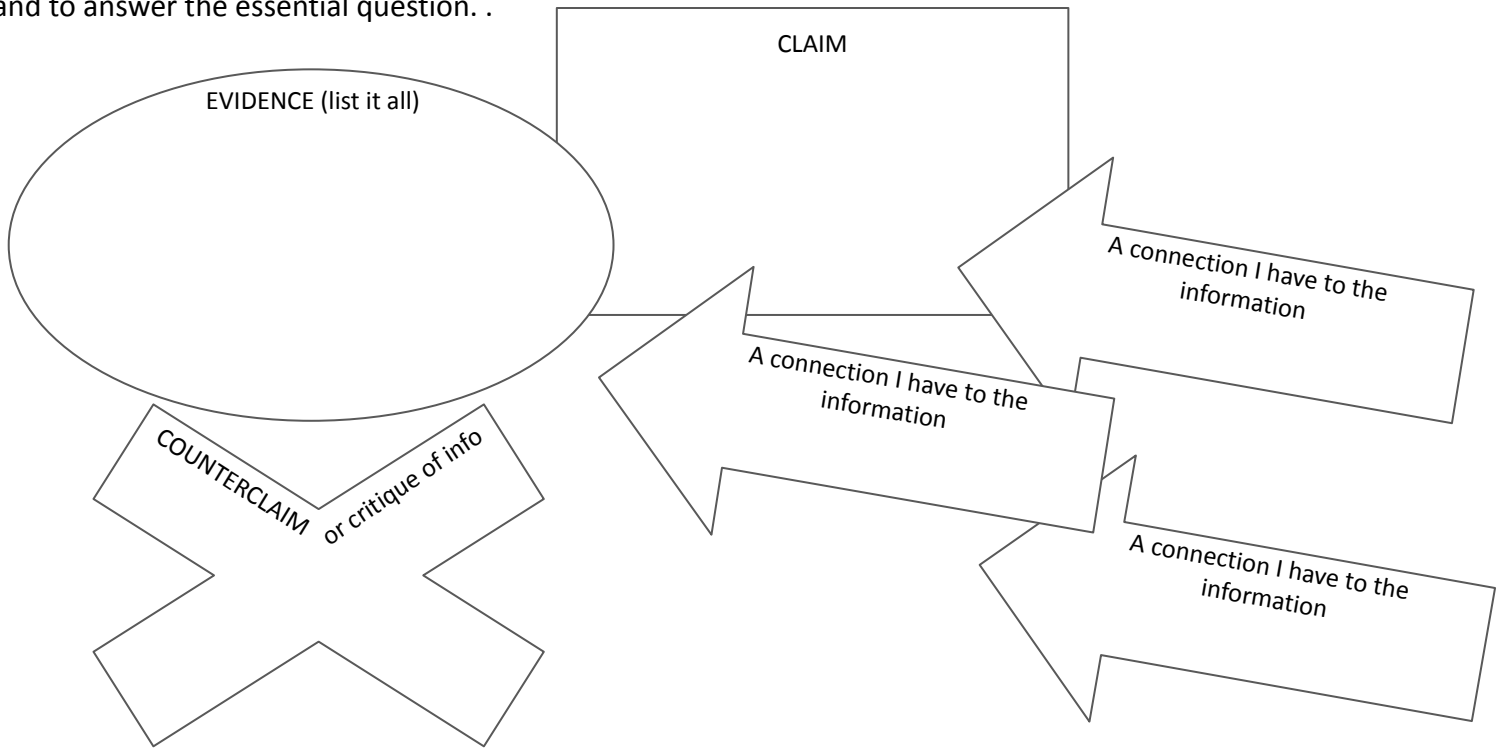 and to answer the essential question. .
CLAIM
EVIDENCE (list it all)
A connection I have to the
information
A connection I have to the
information
COUNTERCLAIM
or critique of info
A connection I have to the
information